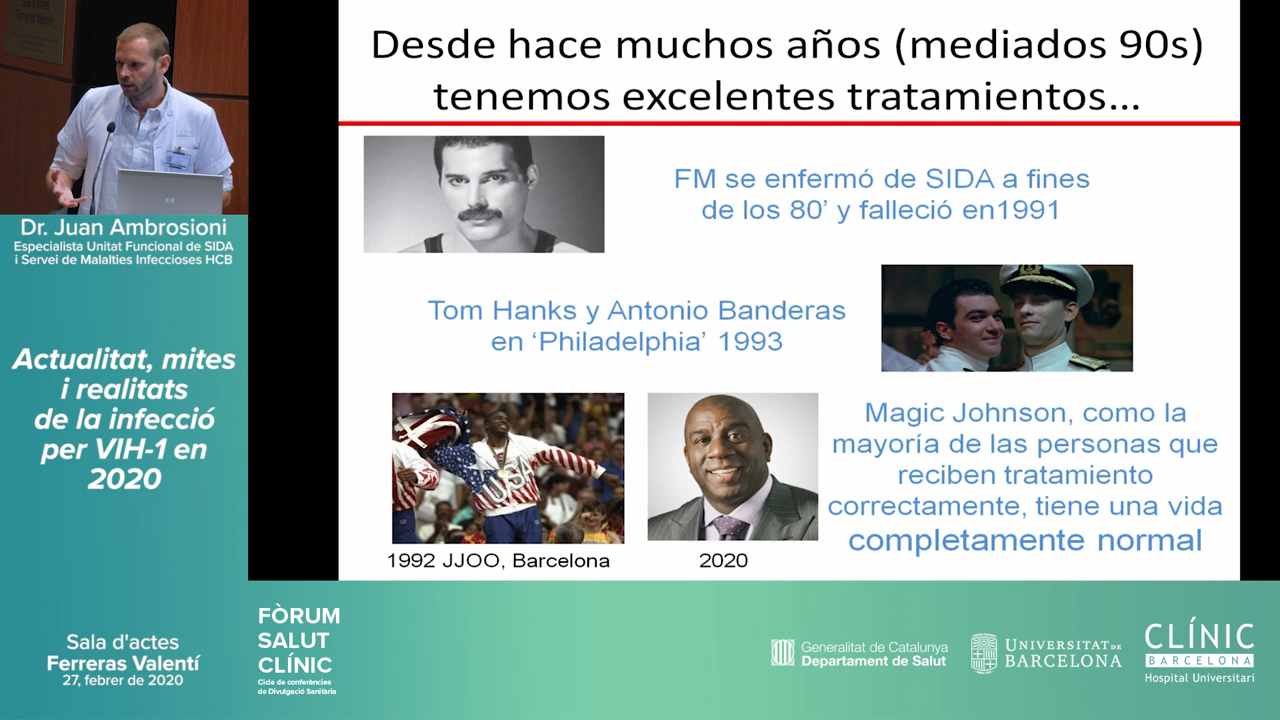 Desde hace muchos años (mediados 90s)
tenemos excelentes tratamientos...
FM se enfermó de SIDA a fines
de los 80’ y falleció en1991
Tom Hanks y Antonio Banderas
en ‘Philadelphia’ 1993
Magic Johnson, como la
mayoría de las personas que
reciben tratamiento
correctamente, tiene una vida
completamente normal
1992 JJOO, Barcelona
2020
USA
CLÍNIC
Dr. Juan Ambrosioni
Especialista Unitat Funcional de SIDA
i Servei de Malalties Infeccioses HCB
Actualitat, mites
i realitats
de la infecció
per VIH-1 en
2020
Sala d'actes
Ferreras Valentí
27, febrer de 2020
FÒRUM
SALUT
CLÍNIC
Cicle de conferències
de Divulgació Sanitària
Generalitat de Catalunya
Departament de Salut
UNIVERSITAT DE
BARCELONA
CLÍNIC
BARCELONA
Hospital Universitari